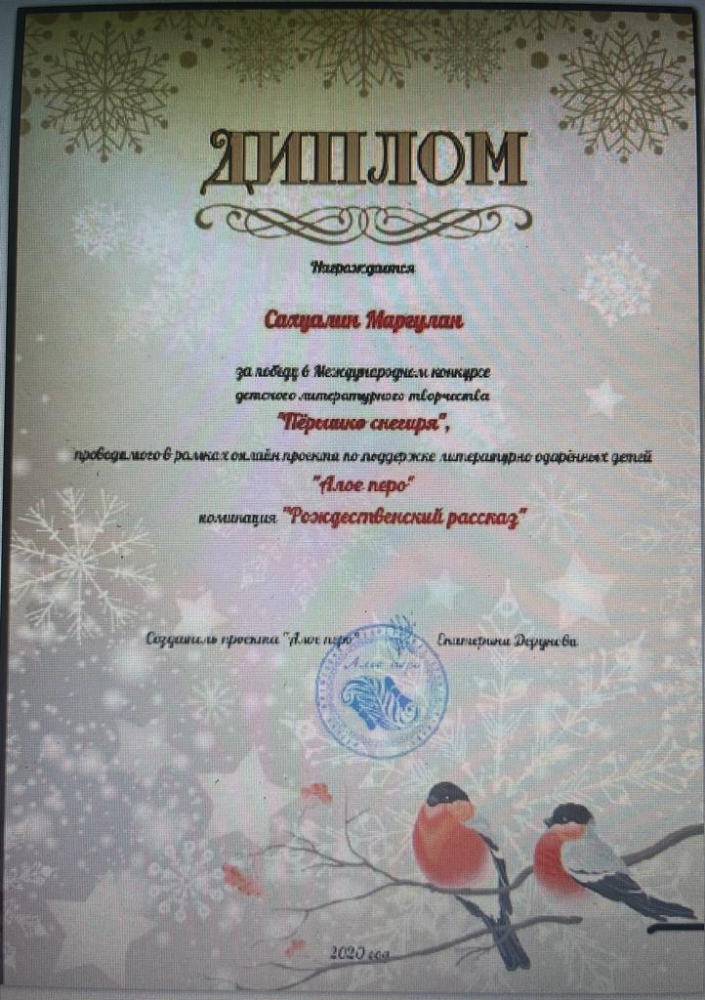 ДИПЛОМ
Награждается
Сахуалин Маргулан
за победу в Международном конкурсе
детского литературного творчества
"Пёрышко снегиря",
проводимого в рамках онлайн проекта по поддержке литературно одарённых детей
"Алое перо"
номинация "Рождественский рассказ"
Создатель проекта "Алое перо" Екатерина Дерунова
Алое перо
2020 год